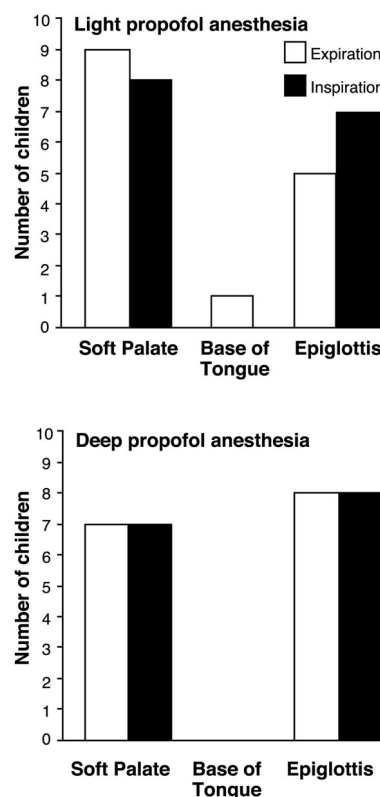 Light propofol anesthesia
Expiration
Inspiration
Number of children
10
9
8
7
6
5
4
3
2
1
0
Soft Palate Base of Tongue Epiglottis
Deep propofol anesthesia
Number of children
10
9
8
7
6
5
4
3
2
1
0
Soft Palate Base of Tongue Epiglottis